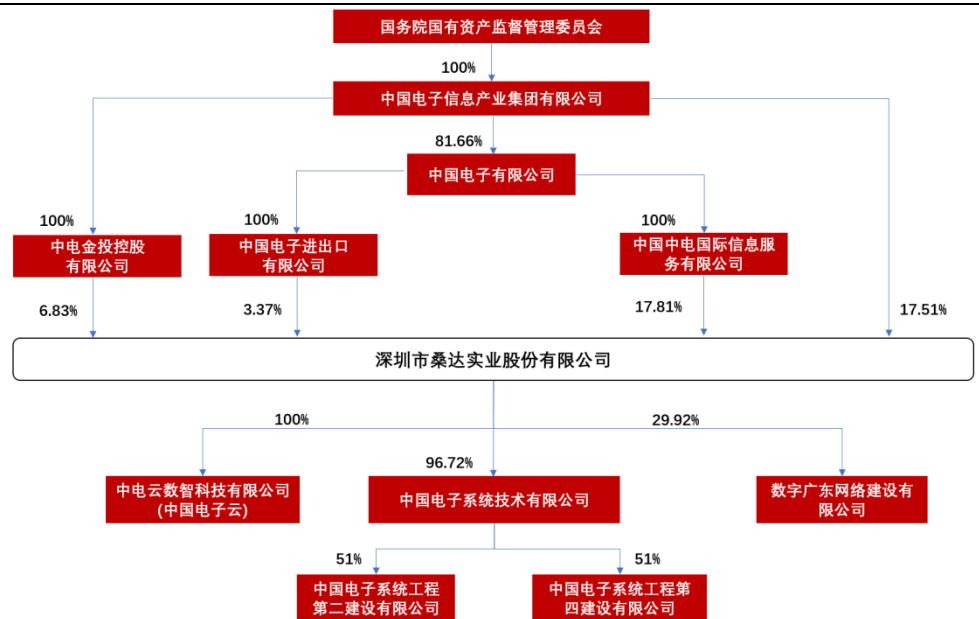 国务院国有资产监督管理委员会
100%
中国电子信息产业集团有限公司
81.66%
中国电子有限公司
100%
100%
100%
中电金投控股
有限公司
中国电子进出口
有限公司
中国中电国际信息服
务有限公司
6.83%
3.37%
17.81%
17.51%
深圳市桑达实业股份有限公司
100%
29.92%
96.72%
中电云数智科技有限公司
(中国电子云)
中国电子系统技术有限公司
数字广东网络建设有
限公司
51%
51%
中国电子系统工程
第二建设有限公司
中国电子系统工程第
四建设有限公司